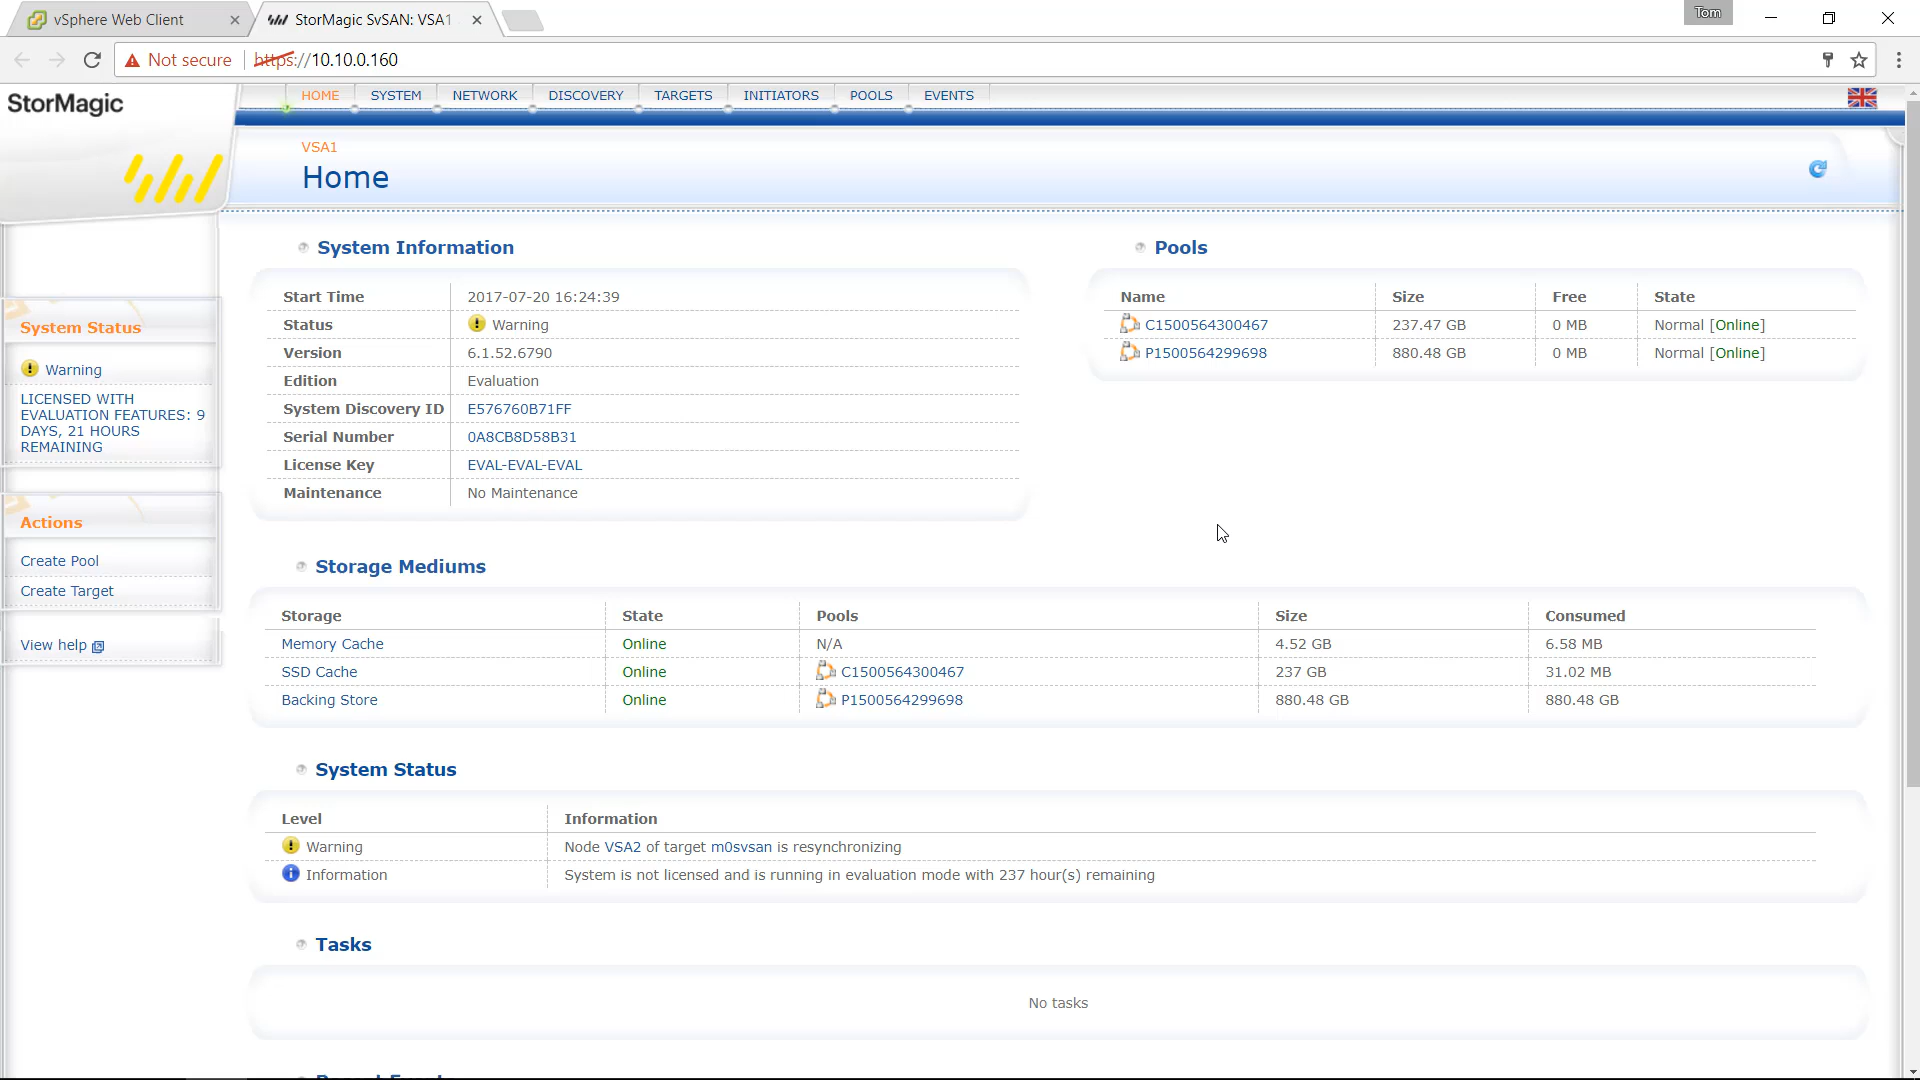 vSphere Web Client
StorMagic SvSAN: VSA1
Tom
Not secure
https://10.10.0.160
StorMagic
HOME SYSTEM NETWORK DISCOVERY TARGETS INITIATORS POOLS EVENTS
VSA1
Home
System Status
Warning
LICENSED WITH
EVALUATION FEATURES: 9
DAYS, 21 HOURS
REMAINING
Actions
Create Pool
Create Target
View help
System Information
Start Time 2017-07-20 16:24:39
Status Warning
Version 6.1.52.6790
Edition Evaluation
System Discovery ID E576760B71FF
Serial Number 0A8CB8D58B31
License Key EVAL-EVAL-EVAL
Maintenance No Maintenance
Pools
Name Size Free State
C1500564300467 237.47 GB 0 MB Normal [Online]
P1500564299698 880.48 GB 0 MB Normal [Online]
Storage Mediums
Storage State Pools Size Consumed
Memory Cache Online N/A 4.52 GB 6.58 MB
SSD Cache Online C1500564300467 237 GB 31.02 MB
Backing Store Online P1500564299698 880.48 GB 880.48 GB
System Status
Level Information
Warning Node VSA2 of target m0svsan is resynchronizing
Information System is not licensed and is running in evaluation mode with 237 hour(s) remaining
Tasks
No tasks